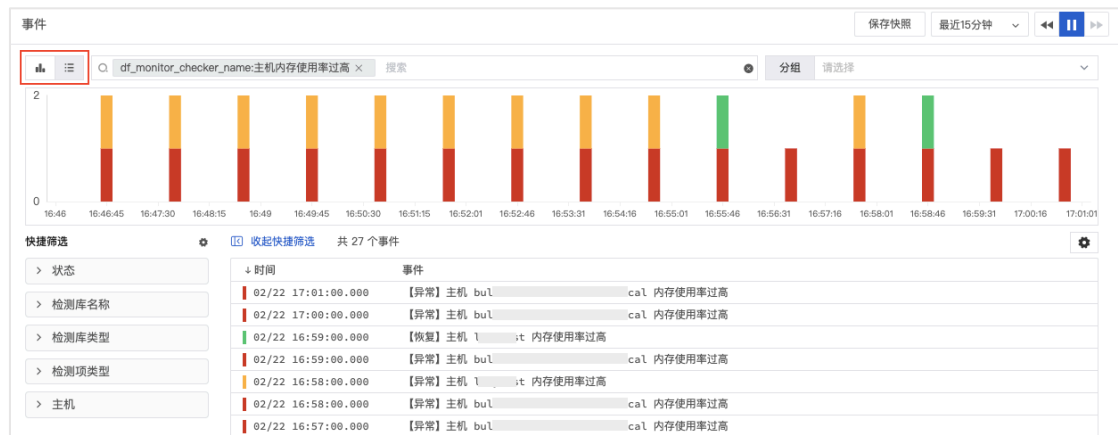 事件 保存快照 最近15分钟
df_monitor_checker_name:主机内存使用率过高 × 搜索 分组 请选择
2
0
16:46 16:46:45 16:47:30 16:48:15 16:49 16:49:45 16:50:30 16:51:15 16:52:01 16:52:46 16:53:31 16:54:16 16:55:01 16:55:46 16:56:31 16:57:16 16:58:01 16:58:46 16:59:31 17:00:16 17:01:01
快捷筛选 收起快捷筛选 共 27 个事件
状态
检测库名称
检测库类型
检测项类型
主机
↓时间 事件
02/22 17:01:00.000 【异常】主机 bul cal 内存使用率过高
02/22 17:00:00.000 【异常】主机 bul cal 内存使用率过高
02/22 16:59:00.000 【恢复】主机 l st 内存使用率过高
02/22 16:59:00.000 【异常】主机 bul cal 内存使用率过高
02/22 16:58:00.000 【异常】主机 l st 内存使用率过高
02/22 16:58:00.000 【异常】主机 bul cal 内存使用率过高
02/22 16:57:00.000 【异常】主机 bul cal 内存使用率过高